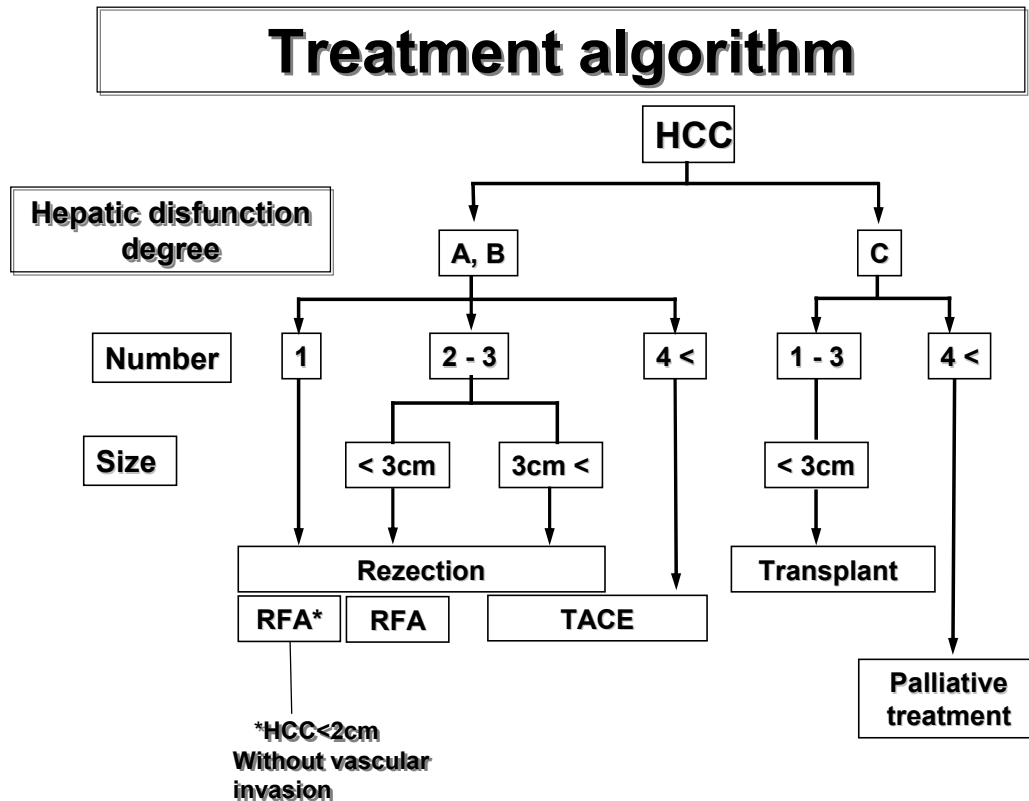 Treatment algorithm
HCC
Hepatic disfunction
degree
A, B
C
Number
1
2 - 3
4 <
1 - 3
4 <
Size
< 3cm
3cm <
< 3cm
Rezection
Transplant
RFA*
RFA
TACE
Palliative
treatment
*HCC<2cm
Without vascular
invasion